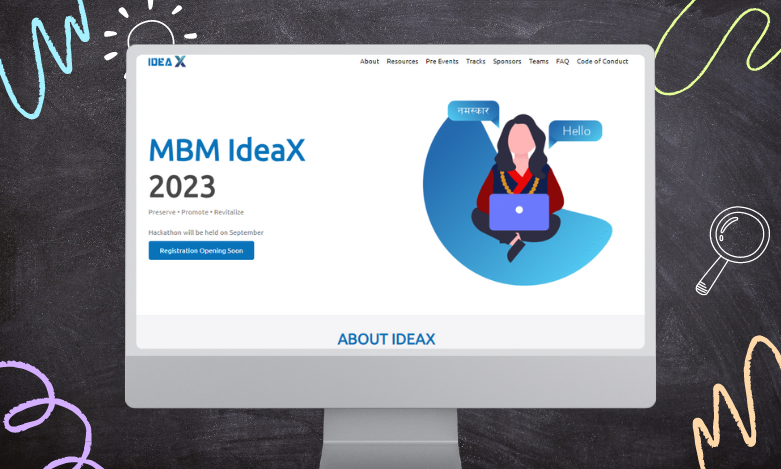 IDEA X
About Resources Pre Events Tracks Sponsors Teams FAQ Code of Conduct
नमस्कार
Hello
MBM IdeaX
2023
Preserve • Promote • Revitalize
Hackathon will be held on September
Registration Opening Soon
ABOUT IDEAX